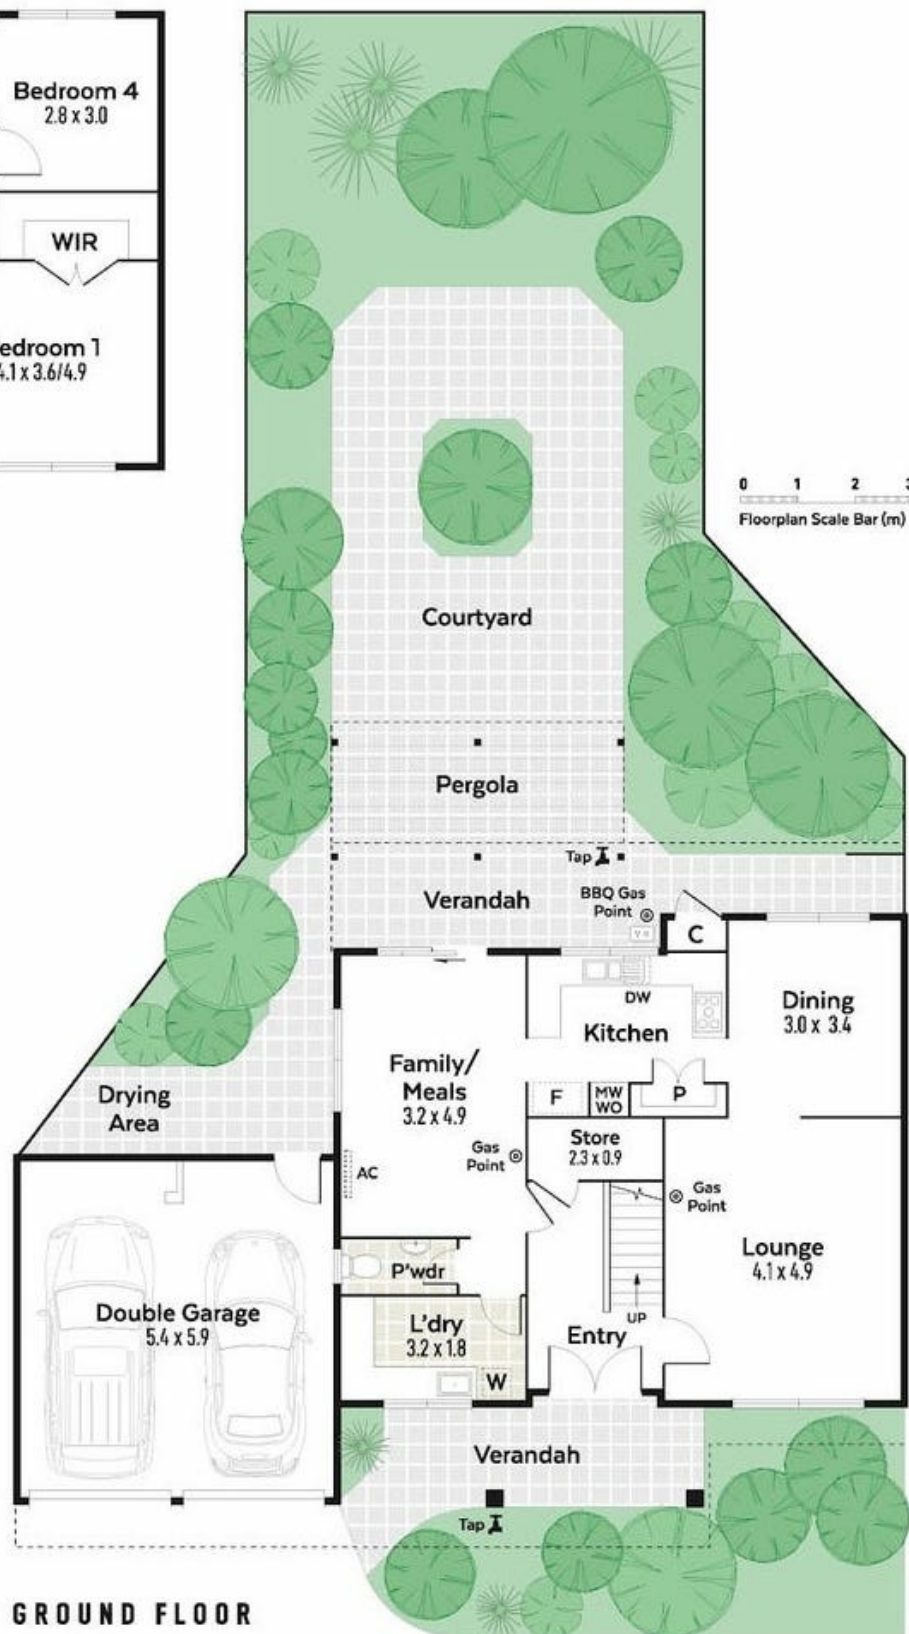 Bedroom 4
2.8 x 3.0
WIR
edroom 1
4.1 x 3.6/4.9
0 1 2 3
Floorplan Scale Bar (m)
Courtyard
Pergola
Tap
Verandah
BBQ Gas
Point
C
DW
Kitchen
Dining
3.0 x 3.4
Family/
Meals
3.2 x 4.9
F
MW
WO
P
Drying
Area
Store
2.3 x 0.9
Gas
Point
AC
Gas
Point
Lounge
4.1 x 4.9
P'wdr
Double Garage
5.4 x 5.9
L'dry
3.2 x 1.8
UP
Entry
W
Verandah
Tap
GROUND FLOOR